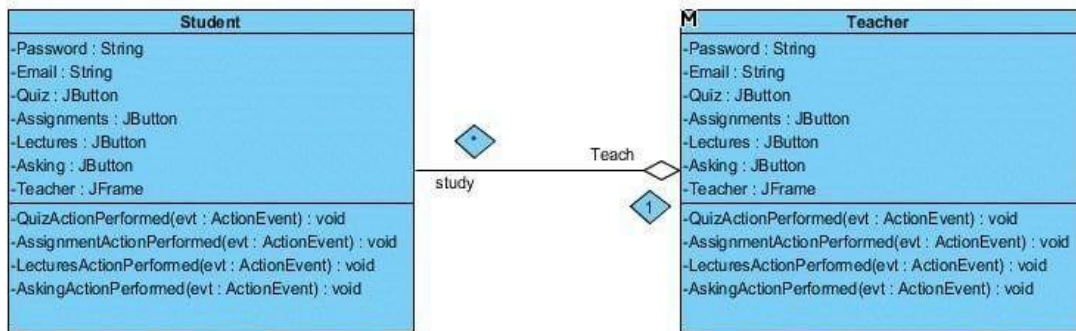 Student
-Password : String
-Email : String
-Quiz : JButton
-Assignments : JButton
-Lectures : JButton
-Asking : JButton
-Teacher : JFrame
-QuizActionPerformed(evt : ActionEvent) : void
-AssignmentActionPerformed(evt : ActionEvent) : void
-LecturesActionPerformed(evt : ActionEvent) : void
-AskingActionPerformed(evt : ActionEvent) : void
*
Teach
study
1
M
Teacher
-Password : String
-Email : String
-Quiz : JButton
-Assignments : JButton
-Lectures : JButton
-Asking : JButton
-Teacher : JFrame
-QuizActionPerformed(evt : ActionEvent) : void
-AssignmentActionPerformed(evt : ActionEvent) : void
-LecturesActionPerformed(evt : ActionEvent) : void
-AskingActionPerformed(evt : ActionEvent) : void